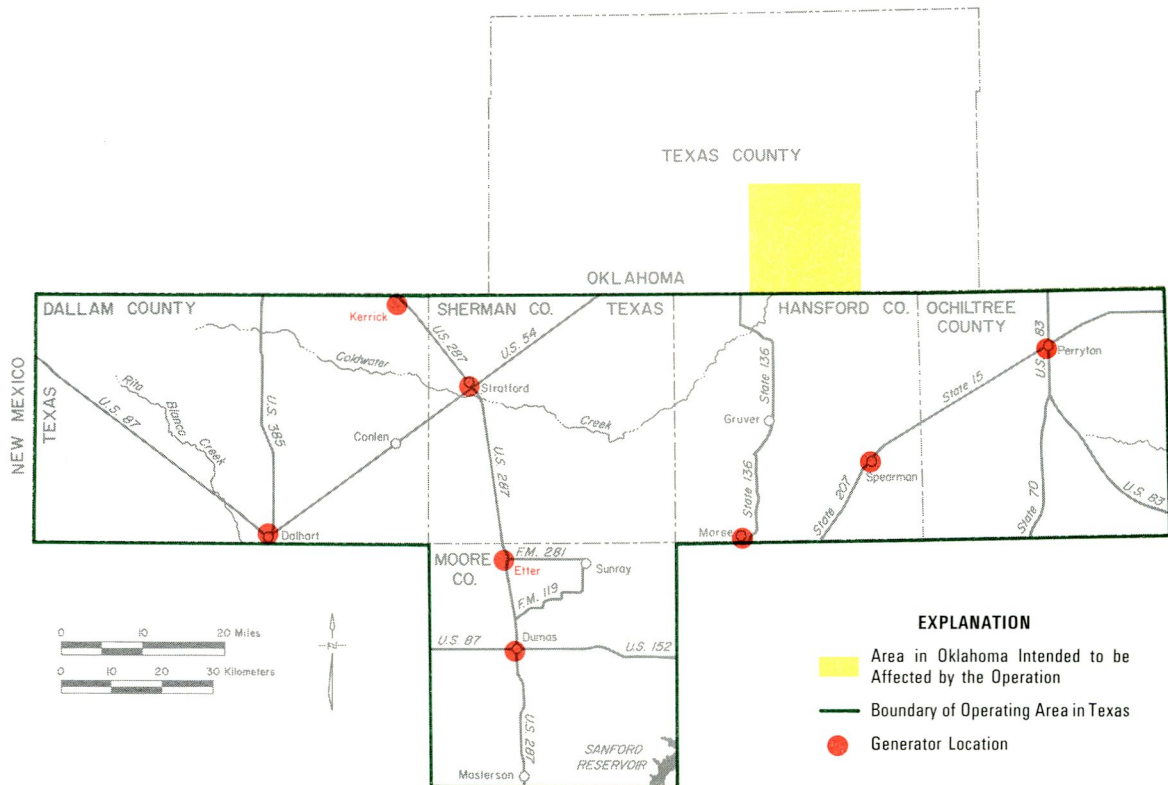 TEXAS COUNTY
OKLAHOMA
NEW MEXICO
TEXAS
DALLAM COUNTY
SHERMAN CO.
TEXAS
HANSFORD CO.
OCHILTREE
COUNTY
Kerrick
U.S. 287
U.S. 54
Coldwater
Creek
Stratford
Rita
Blanca
Creek
U.S. 87
U.S. 385
Conlen
Dalhart
U.S. 287
State 136
Gruver
State 136
Morse
State 15
Spearman
State 207
U.S. 83
Perryton
State 70
U.S. 83
MOORE
CO.
F.M. 281
Etter
Sunray
F.M. 119
Dumas
U.S. 87
U.S. 152
U.S. 287
Masterson
SANFORD
RESERVOIR
0 10 20 Miles
0 10 20 30 Kilometers
EXPLANATION
Area in Oklahoma Intended to be
Affected by the Operation
Boundary of Operating Area in Texas
Generator Location